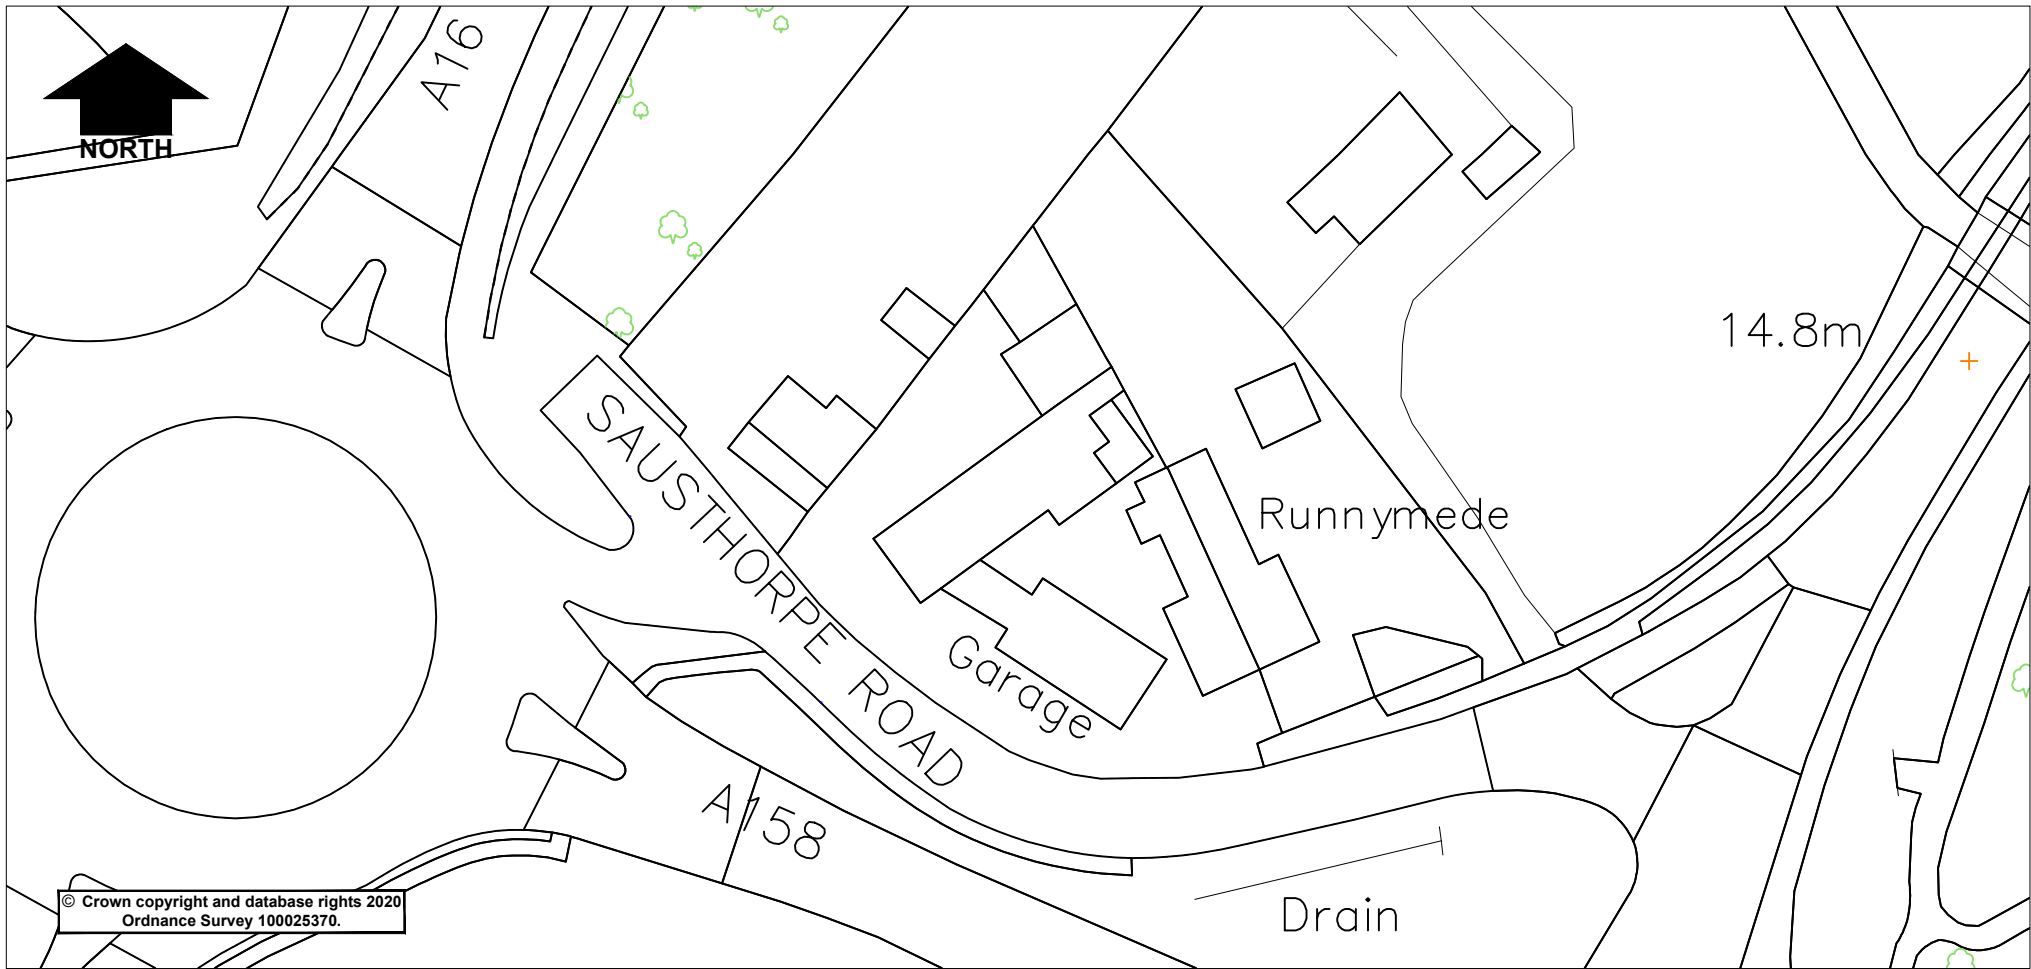 A16
NORTH
14.8m
SAUSTHORPE ROAD
Runnymede
Garage
A158
© Crown copyright and database rights 2020
Ordnance Survey 100025370.
Drain